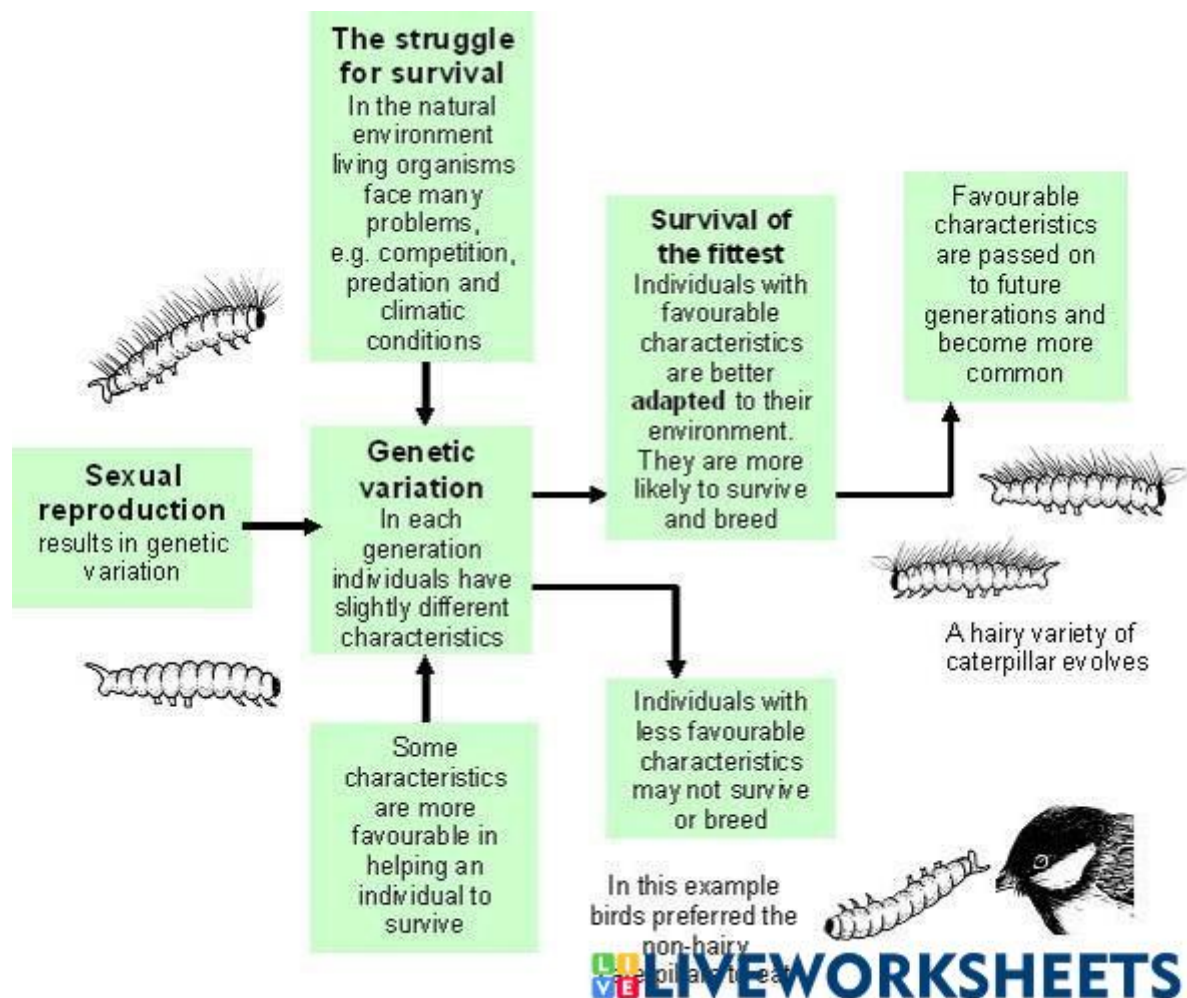 The struggle
for survival
In the natural
environment
living organisms
face many
problems,
e.g. competition,
predation and
climatic
conditions
Sexual
reproduction
results in genetic
variation
Genetic
variation
In each
generation
individuals have
slightly different
characteristics
Some
characteristics
are more
favourable in
helping an
individual to
survive
Survival of
the fittest
Individuals with
favourable
characteristics
are better
adapted to their
environment.
They are more
likely to survive
and breed
Favourable
characteristics
are passed on
to future
generations and
become more
common
A hairy variety of
caterpillar evolves
Individuals with
less favourable
characteristics
may not survive
or breed
In this example
birds preferred the
non-hairy
to eat
LIVE LIVEWORKSHEETS